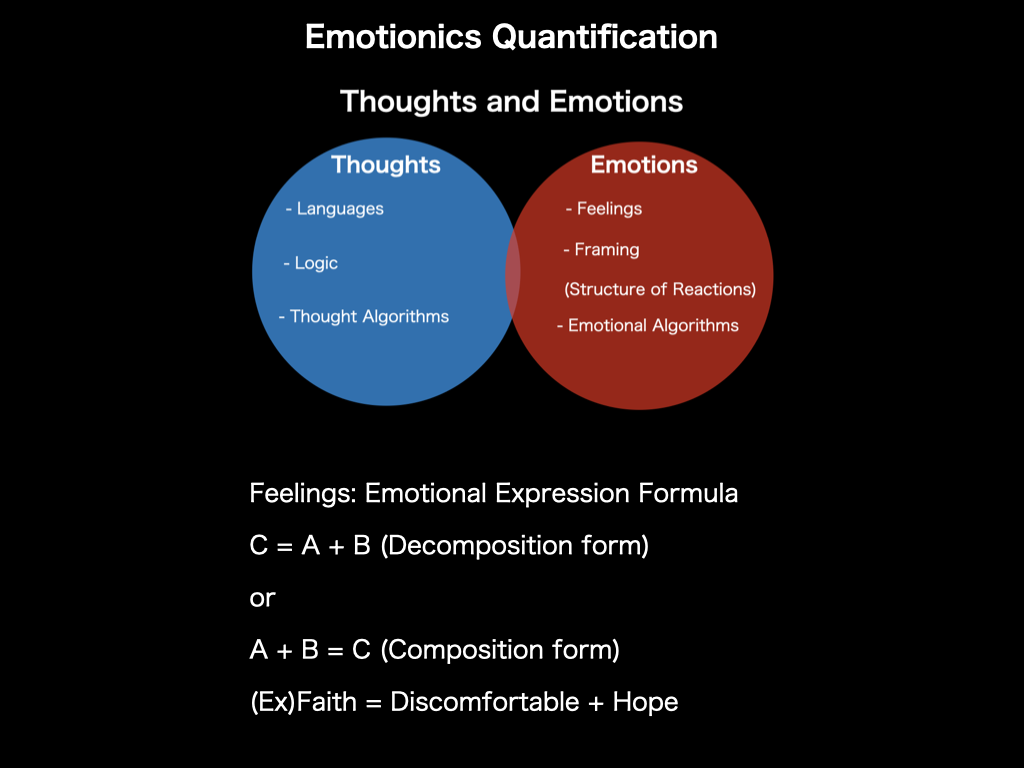 Emotionics Quantification
Thoughts and Emotions
Thoughts
- Languages
- Logic
- Thought Algorithms
Emotions
- Feelings
- Framing
(Structure of Reactions)
- Emotional Algorithms
Feelings: Emotional Expression Formula
C = A + B (Decomposition form)
or
A + B = C (Composition form)
(Ex)Faith = Discomfortable + Hope